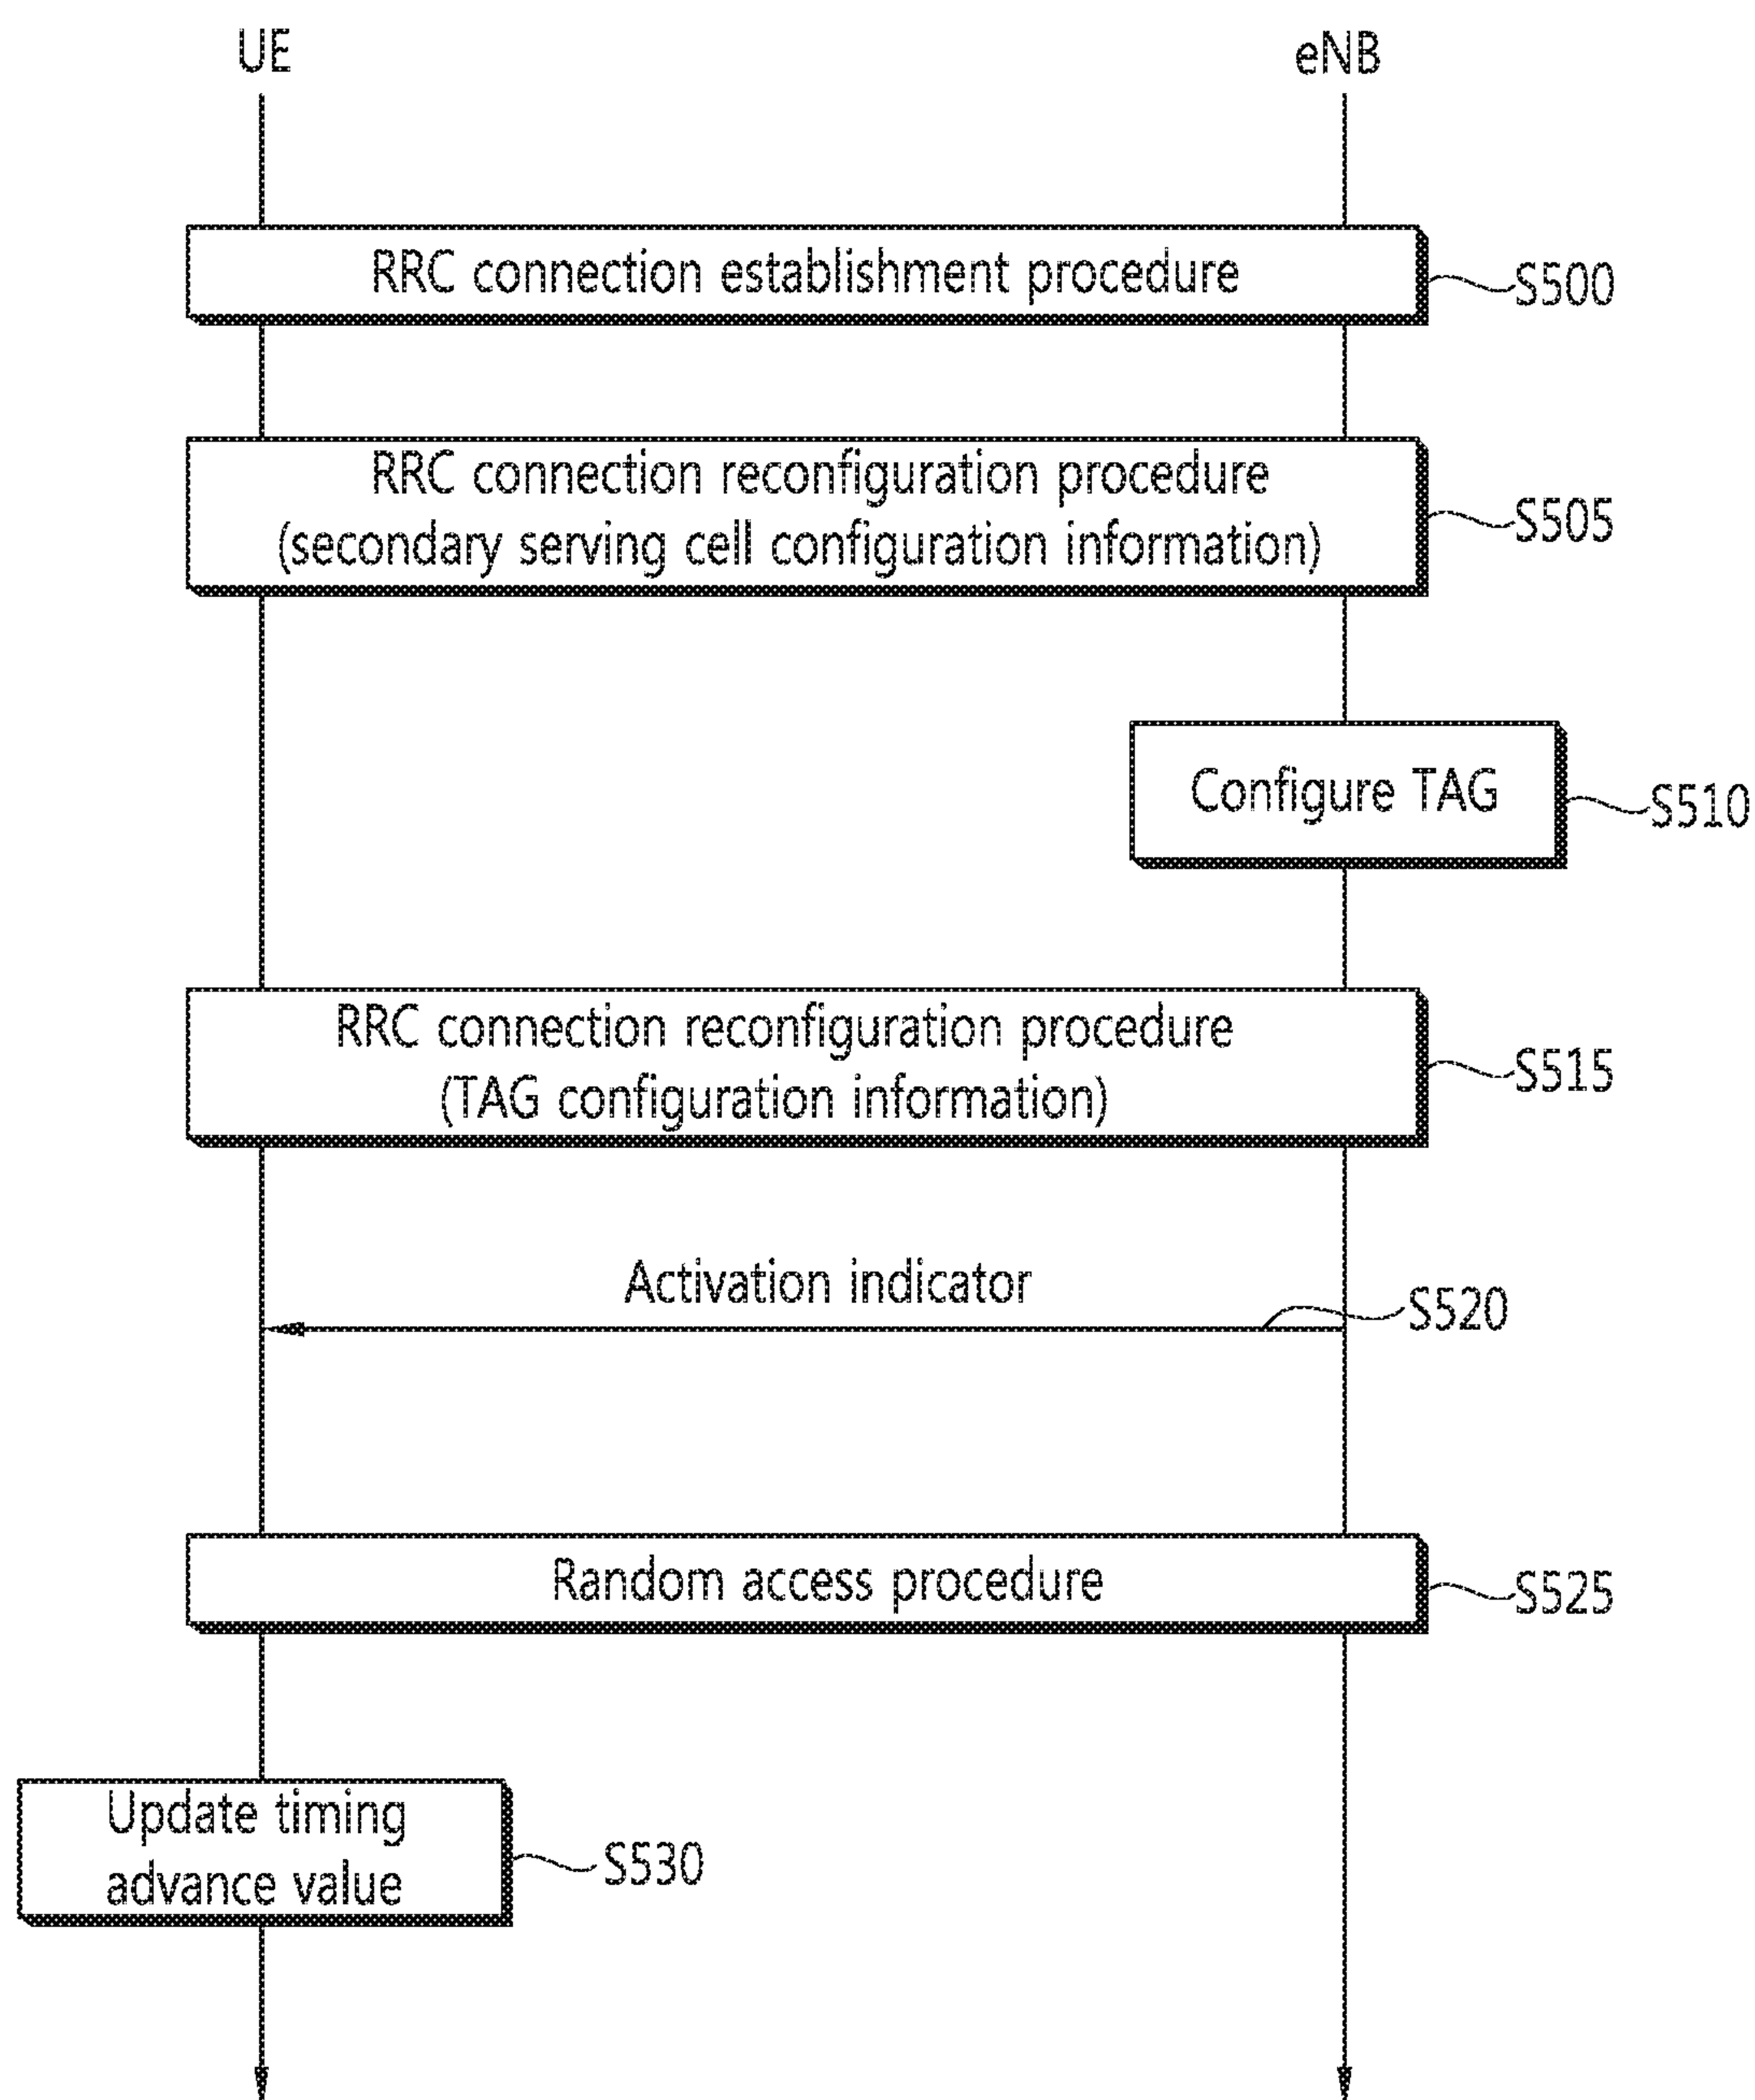 UE
eNB
RRC connection establishment procedure
S500
RRC connection reconfiguration procedure
(secondary serving cell configuration information)
S505
Configure TAG
S510
RRC connection reconfiguration procedure
(TAG configuration information)
S515
Activation indicator
S520
Random access procedure
S525
Update timing
advance value
S530